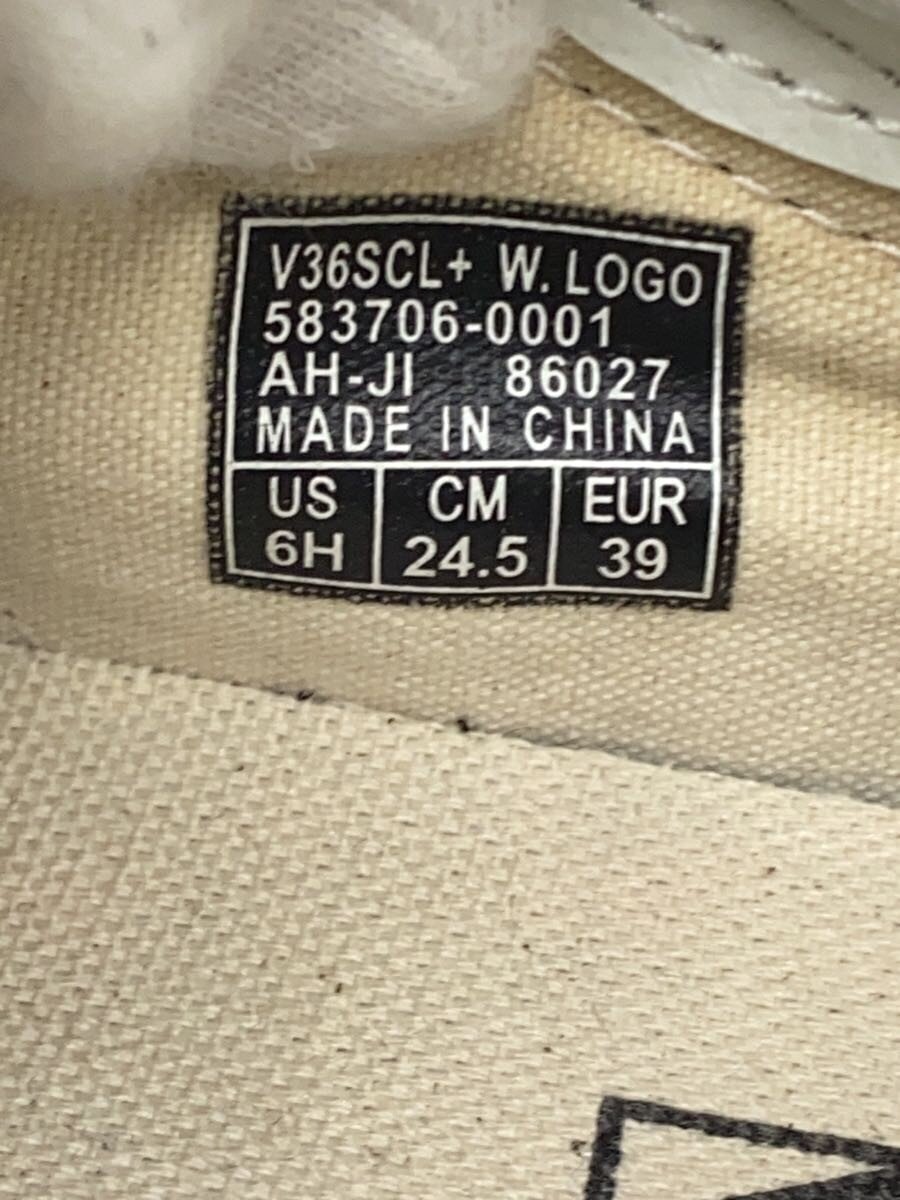 V36SCL+ W. LOGO
583706-0001
AH-JI 86027
MADE IN CHINA
US CM EUR
6H 24.5 39